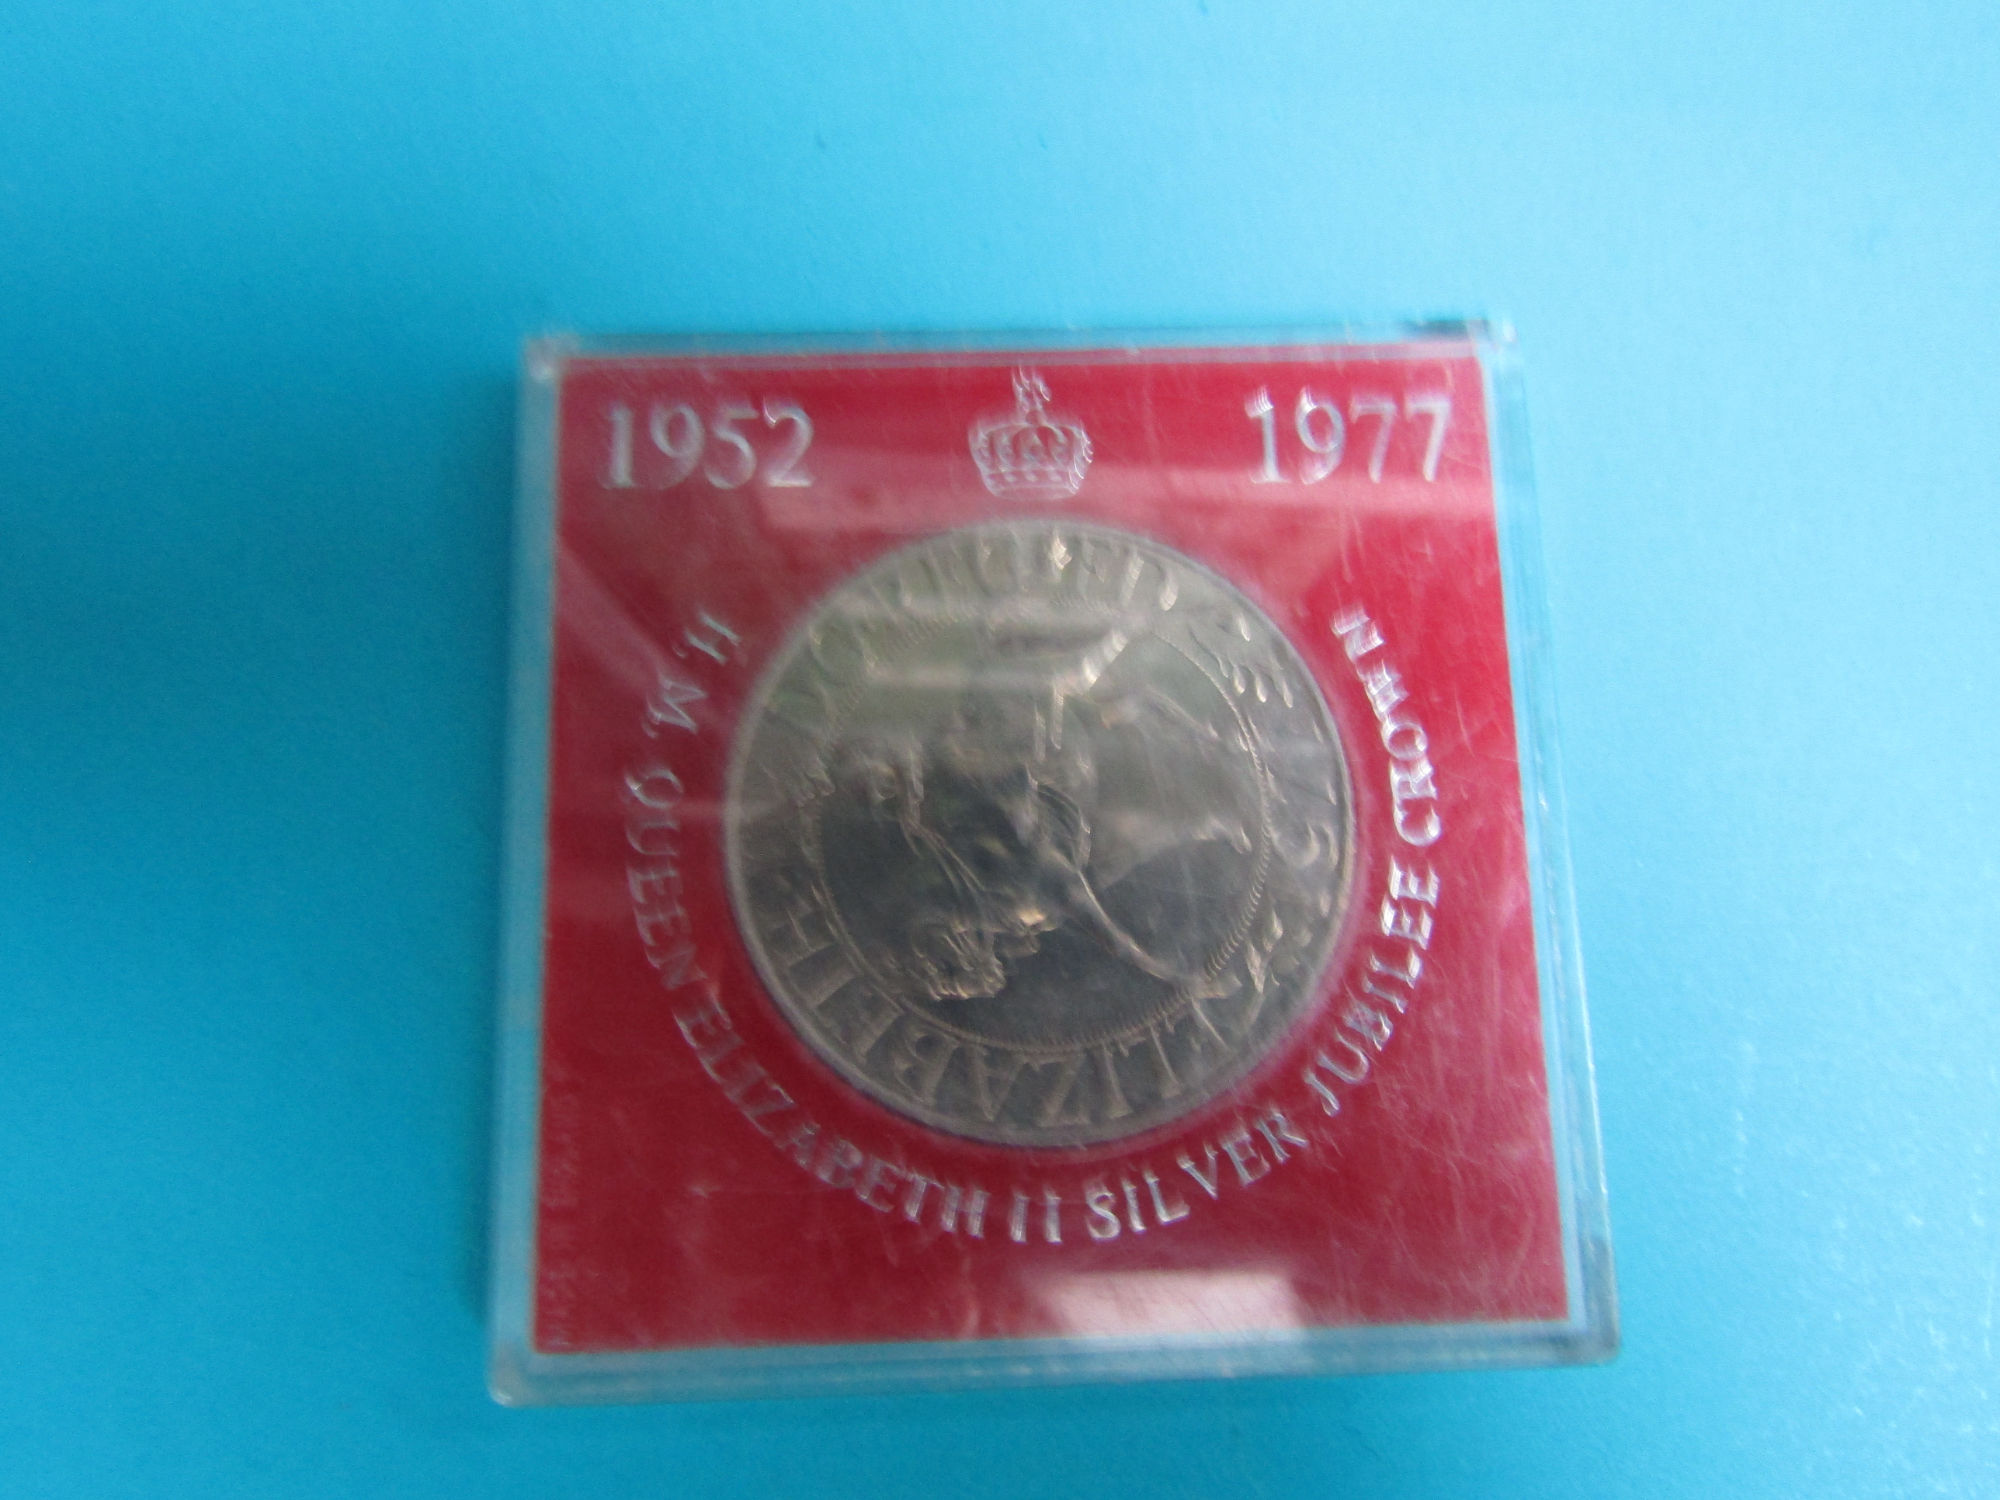 1952 1977
H. M. QUEEN ELIZABETH II SILVER JUBILEE CROWN
ELIZABETH